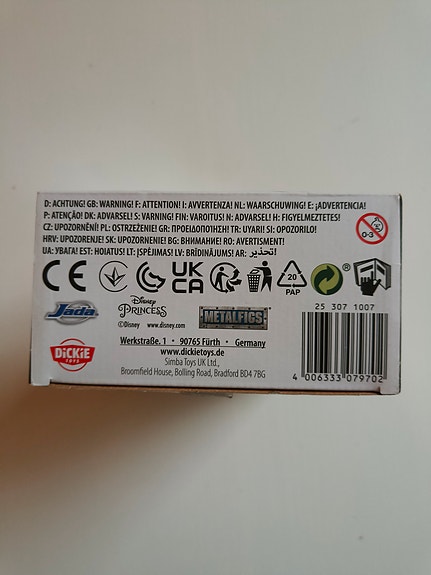 D: ACHTUNG! GB: WARNING! F: ATTENTION! I: AVVERTENZA! NL: WAARSCHUWING! E: ¡ADVERTENCIA!
P: ATENÇÃO! DK: ADVARSEL! S: VARNING! FIN: VAROITUS! N: ADVARSEL! H: FIGYELMEZTETES!
CZ: UPOZORNĚNÍ! PL: OSTRZEŻENIE! GR: ΠΡΕΙΔΟΠΟΙΗΣΗ! TR: UYARI! SI: OPOZORILO!
HRV: UPOZORENJE! SK: UPOZORNENIE! BG: ВНИМАНИЕ! RO: AVERTISMENT!
UA: УВАГА! EST: HOIATUS! LT: ĮSPĖJIMAS! LV: BRĪDINĀJUMS! AR: تحذير!
0-3
CE UK CA 20 PAP ®
Jada TOYS
Disney PRINCESS
©Disney www.disney.com
METALFIGS
25 307 1007
DICKIE TOYS
Werkstraße. 1 · 90765 Fürth · Germany
www.dickietoys.de
Simba Toys UK Ltd.,
Broomfield House, Bolling Road, Bradford BD4 7BG
4 006333 079702